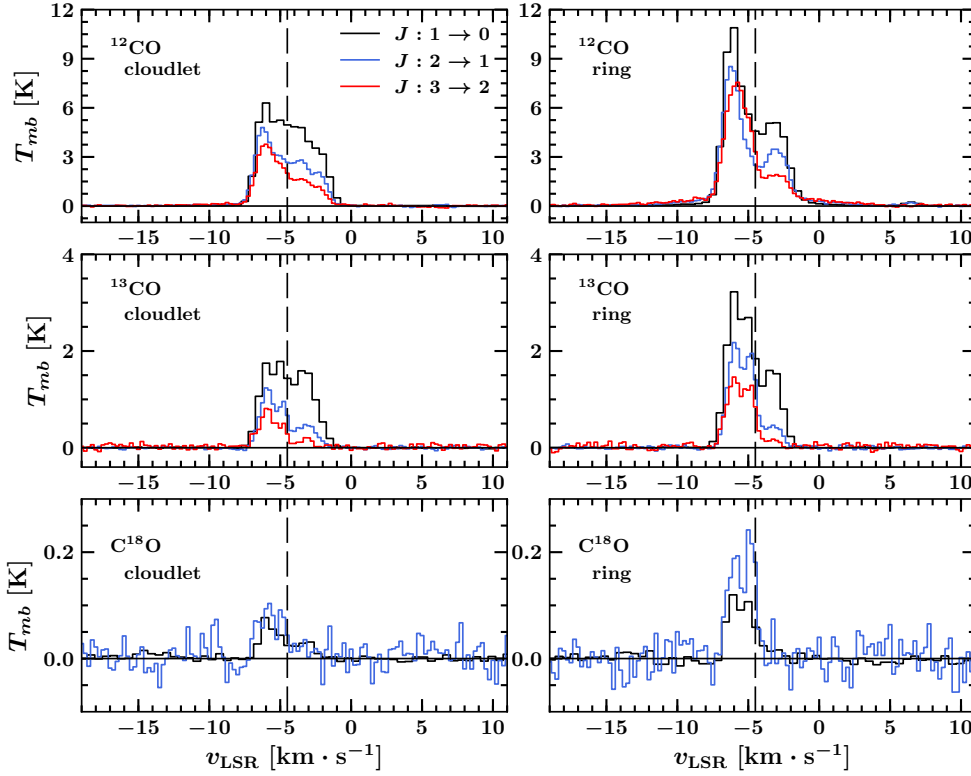 ¹²CO
cloudlet
J : 1 → 0
J : 2 → 1
J : 3 → 2
T_mb [K]
12
9
6
3
0
−15 −10 −5 0 5 10
¹²CO
ring
12
9
6
3
0
−15 −10 −5 0 5 10
¹³CO
cloudlet
T_mb [K]
4
2
0
−15 −10 −5 0 5 10
¹³CO
ring
4
2
0
−15 −10 −5 0 5 10
C¹⁸O
cloudlet
T_mb [K]
0.2
0.0
−15 −10 −5 0 5 10
v_LSR [km · s⁻¹]
C¹⁸O
ring
0.2
0.0
−15 −10 −5 0 5 10
v_LSR [km · s⁻¹]